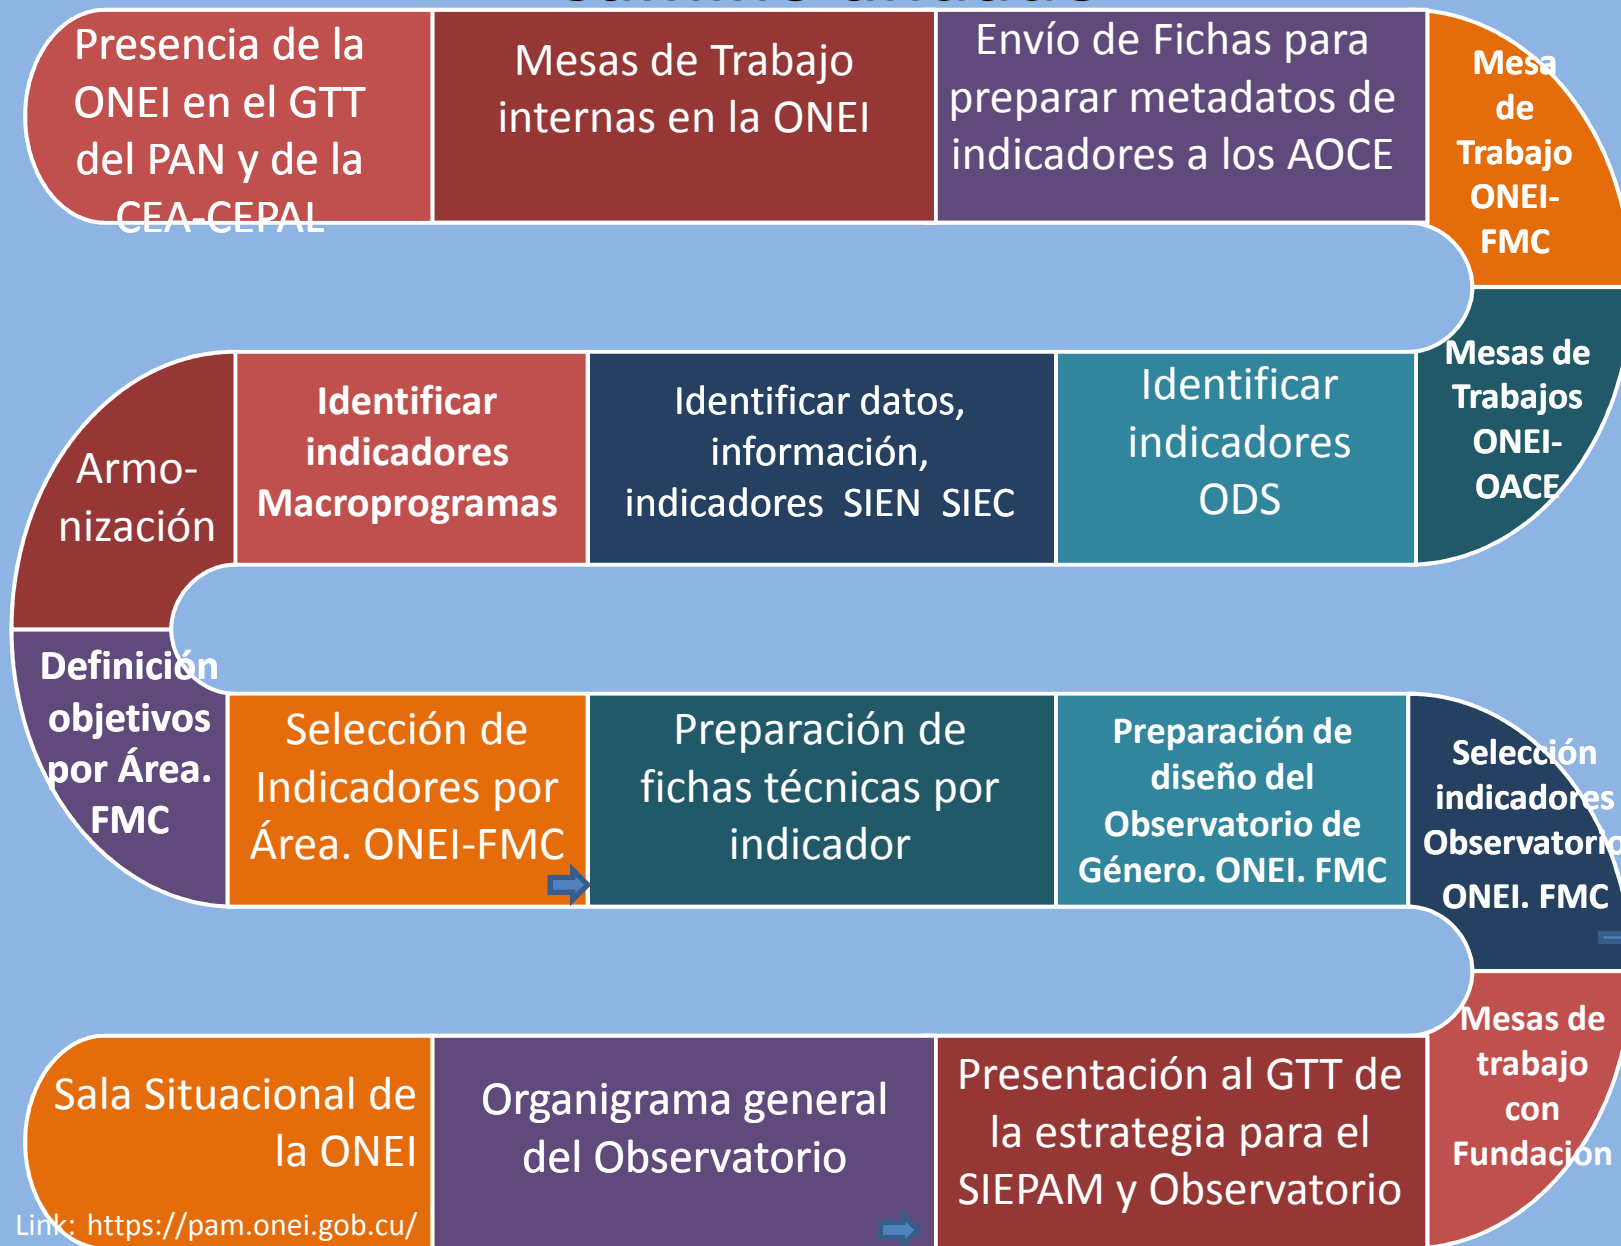 Presencia de la
ONEI en el GTT
del PAN y de la
CEA-CEPAL
Mesas de Trabajo
internas en la ONEI
Envío de Fichas para
preparar metadatos de
indicadores a los AOCE
Mesa
de
Trabajo
ONEI-
FMC
Mesas de
Trabajos
ONEI-
OACE
Identificar
indicadores
ODS
Identificar datos,
información,
indicadores SIEN SIEC
Identificar
indicadores
Macroprogramas
Armo-
nización
Definición
objetivos
por Área.
FMC
Selección de
Indicadores por
Área. ONEI-FMC
Preparación de
fichas técnicas por
indicador
Preparación de
diseño del
Observatorio de
Género. ONEI. FMC
Selección
indicadores
Observatorio
ONEI. FMC
Mesas de
trabajo
con
Fundación
Presentación al GTT de
la estrategia para el
SIEPAM y Observatorio
Organigrama general
del Observatorio
Sala Situacional de
la ONEI
Link: https://pam.onei.gob.cu/